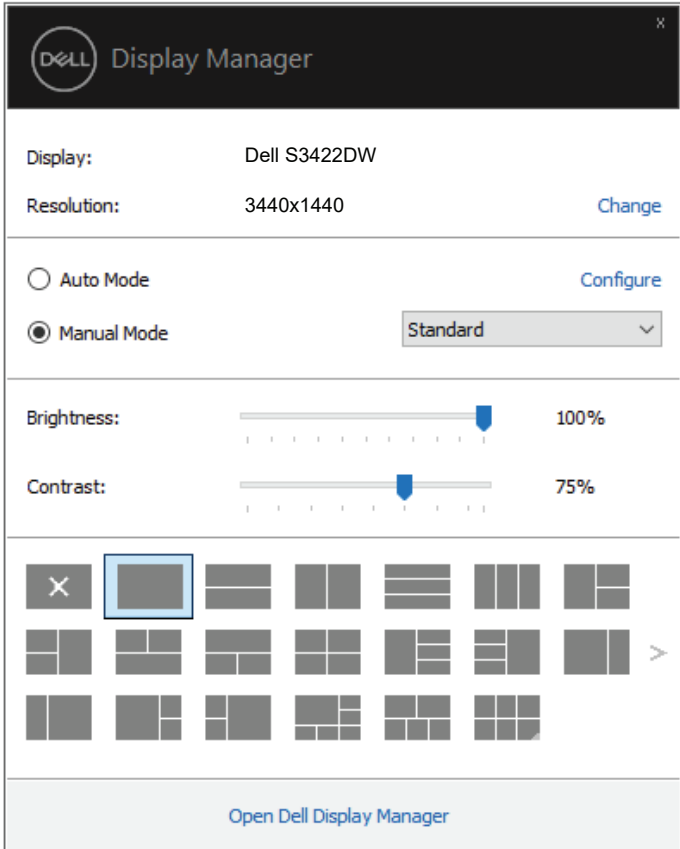 x
DELL Display Manager
Display: Dell S3422DW
Resolution: 3440x1440 Change
Auto Mode Configure
Manual Mode Standard
Brightness: 100%
Contrast: 75%
Open Dell Display Manager